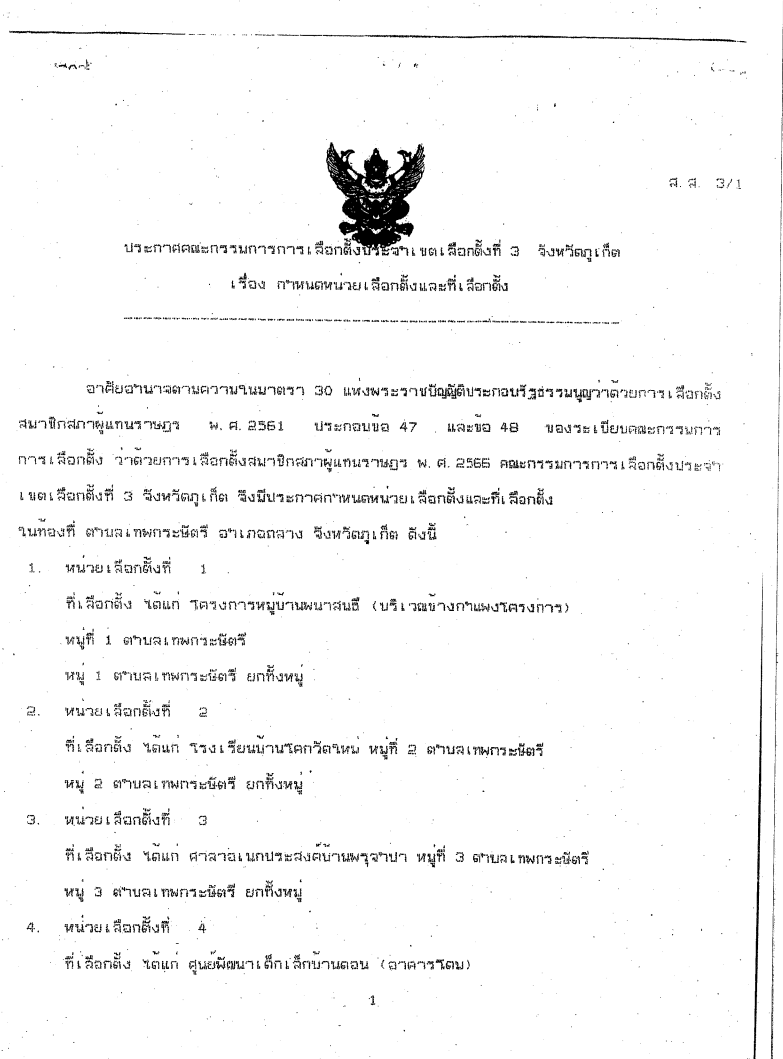 ส.ส. 3/1
ประกาศคณะกรรมการการเลือกตั้งประจำเขตเลือกตั้งที่ 3 จังหวัดภูเก็ต
เรื่อง กำหนดหน่วยเลือกตั้งและที่เลือกตั้ง
อาศัยอำนาจตามความในมาตรา 30 แห่งพระราชบัญญัติประกอบรัฐธรรมนูญว่าด้วยการเลือกตั้ง
สมาชิกสภาผู้แทนราษฎร พ.ศ.2561 ประกอบข้อ 47 และข้อ 48 ของระเบียบคณะกรรมการ
การเลือกตั้ง ว่าด้วยการเลือกตั้งสมาชิกสภาผู้แทนราษฎร พ.ศ.2566 คณะกรรมการการเลือกตั้งประจำ
เขตเลือกตั้งที่ 3 จังหวัดภูเก็ต จึงมีประกาศกำหนดหน่วยเลือกตั้งและที่เลือกตั้ง
ในท้องที่ ตำบลเทพกระษัตรี อำเภอถลาง จังหวัดภูเก็ต ดังนี้
1. หน่วยเลือกตั้งที่ 1
ที่เลือกตั้ง ได้แก่ โครงการหมู่บ้านพนาสนธิ์ (บริเวณข้างกำแพงโครงการ)
หมู่ที่ 1 ตำบลเทพกระษัตรี
หมู่ 1 ตำบลเทพกระษัตรี ยกทั้งหมู่
2. หน่วยเลือกตั้งที่ 2
ที่เลือกตั้ง ได้แก่ โรงเรียนบ้านโคกวัดใหม่ หมู่ที่ 2 ตำบลเทพกระษัตรี
หมู่ 2 ตำบลเทพกระษัตรี ยกทั้งหมู่
3. หน่วยเลือกตั้งที่ 3
ที่เลือกตั้ง ได้แก่ ศาลาอเนกประสงค์บ้านพรุจำปา หมู่ที่ 3 ตำบลเทพกระษัตรี
หมู่ 3 ตำบลเทพกระษัตรี ยกทั้งหมู่
4. หน่วยเลือกตั้งที่ 4
ที่เลือกตั้ง ได้แก่ ศูนย์พัฒนาเด็กเล็กบ้านดอน (อาคารโดม)
1